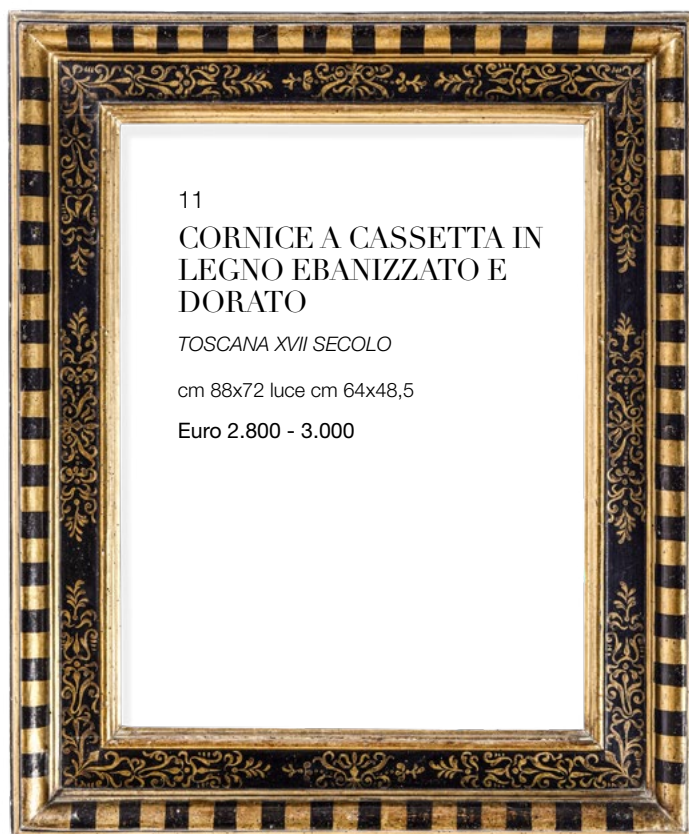 11
CORNICE A CASSETTA IN
LEGNO EBANIZZATO E
DORATO
TOSCANA XVII SECOLO
cm 88x72 luce cm 64x48,5
Euro 2.800 - 3.000